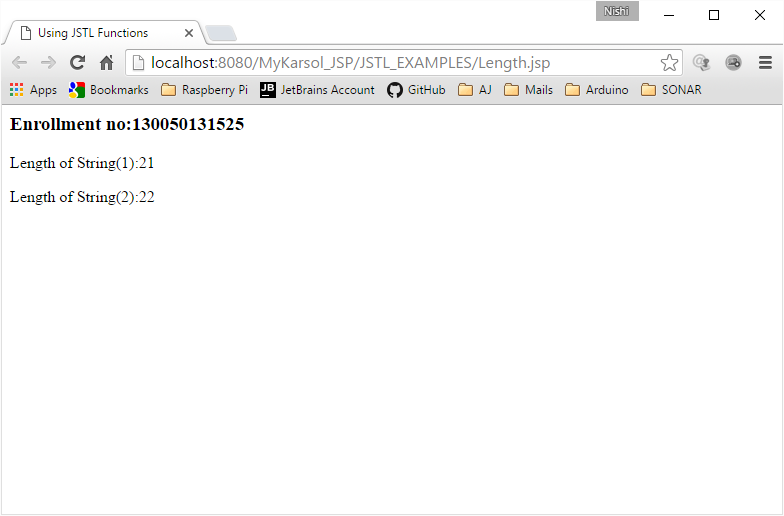 Nishi
Using JSTL Functions
localhost:8080/MyKarsol_JSP/JSTL_EXAMPLES/Length.jsp
Apps Bookmarks Raspberry Pi JB JetBrains Account GitHub AJ Mails Arduino SONAR
Enrollment no:130050131525
Length of String(1):21
Length of String(2):22